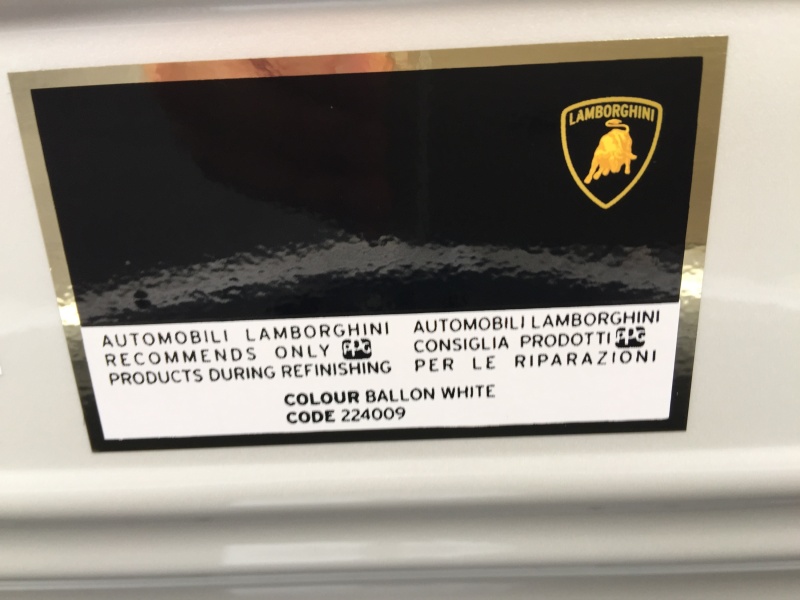 LAMBORGHINI
AUTOMOBILI LAMBORGHINI
RECOMMENDS ONLY PPG
PRODUCTS DURING REFINISHING
AUTOMOBILI LAMBORGHINI
CONSIGLIA PRODOTTI PPG
PER LE RIPARAZIONI
COLOUR BALLON WHITE
CODE 224009